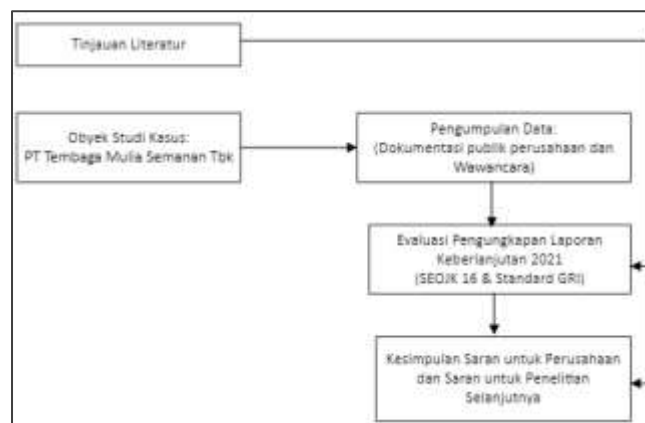 Tinjauan Literatur
Obyek Studi Kasus:
PT Tembaga Mulia Semanan Tbk
Pengumpulan Data:
(Dokumentasi publik perusahaan dan
Wawancara)
Evaluasi Pengungkapan Laporan
Keberlanjutan 2021
(SEOJK 16 & Standard GRI)
Kesimpulan Saran untuk Perusahaan
dan Saran untuk Penelitian
Selanjutnya